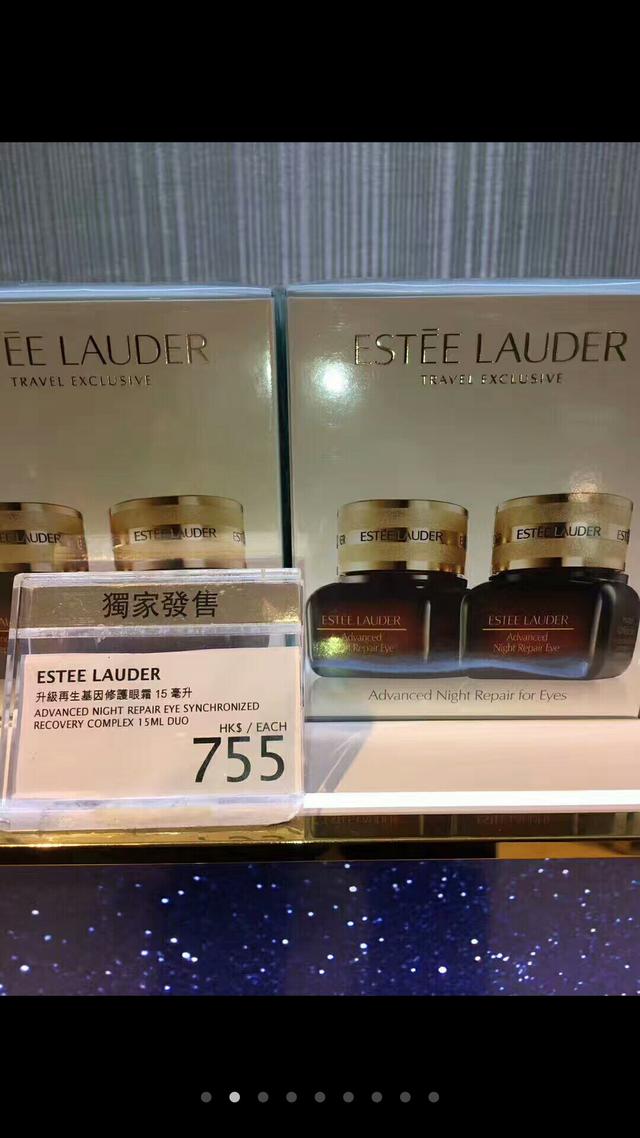 ĒE LAUDER
TRAVEL EXCLUSIVE
ESTĒE LAUDER
TRAVEL EXCLUSIVE
ESTĒE LAUDER
ESTĒE LAUDER
ESTĒE LAUDER
ESTEE LAUDER
Advanced
Night Repair Eye
ESTEE LAUDER
Advanced
Night Repair Eye
Advanced Night Repair for Eyes
獨家發售
ESTEE LAUDER
升級再生基因修護眼霜 15 毫升
ADVANCED NIGHT REPAIR EYE SYNCHRONIZED
RECOVERY COMPLEX 15ML DUO
HK$ / EACH
755